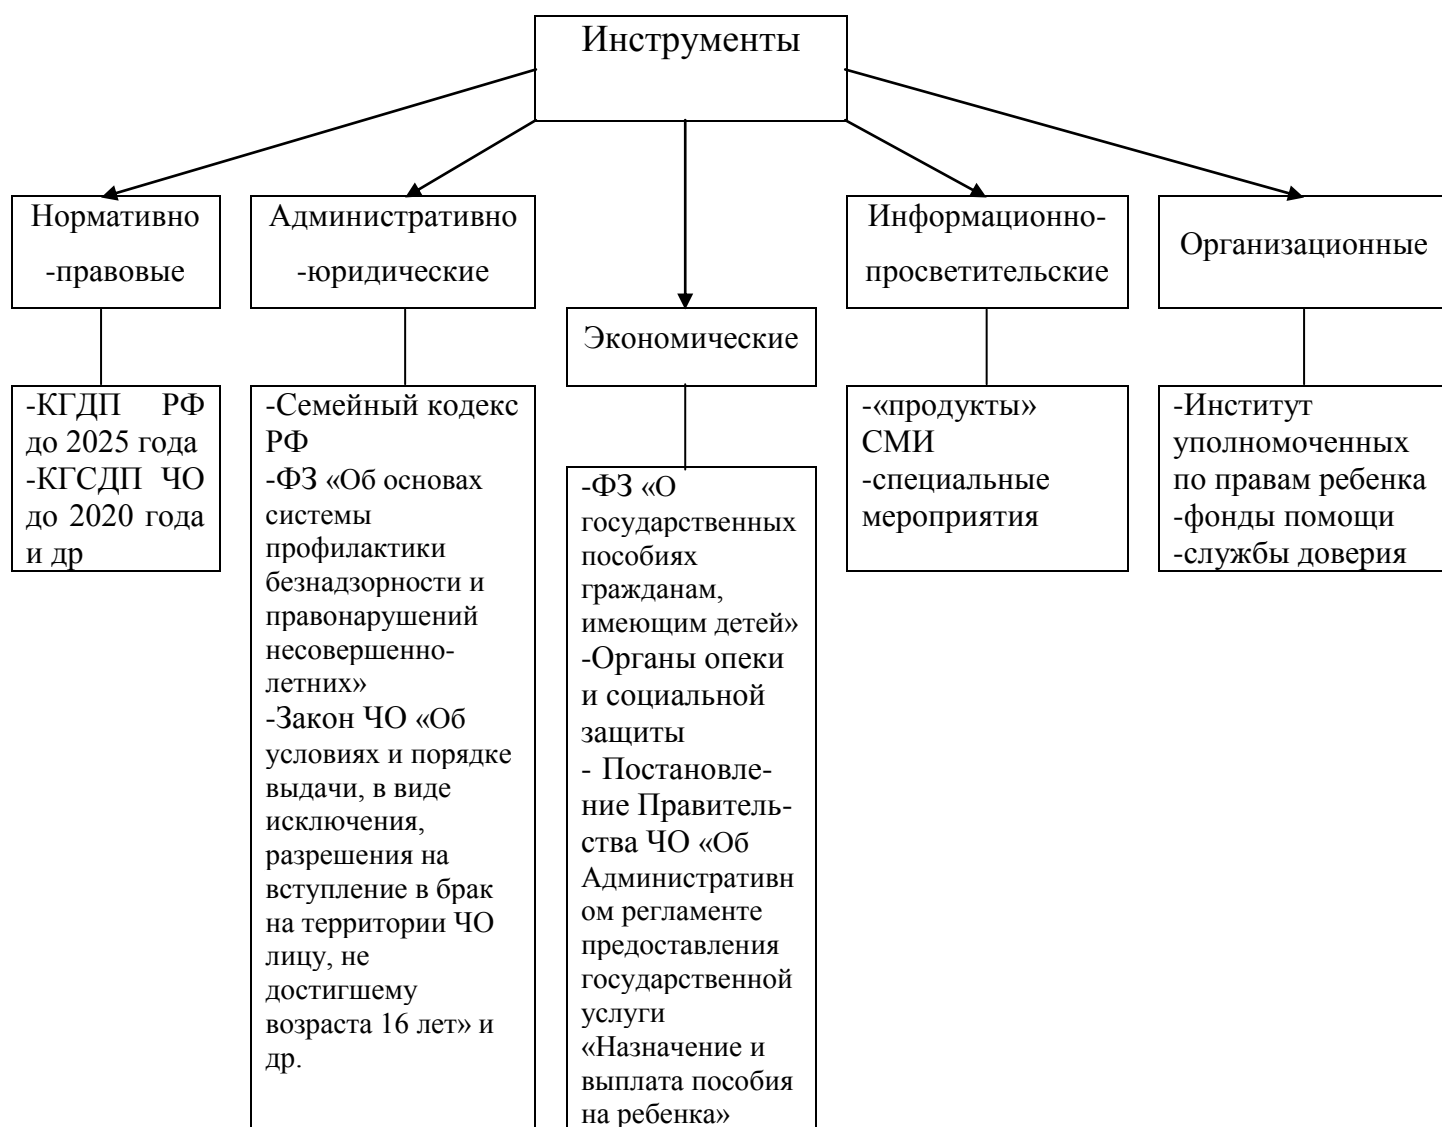 Инструменты
Нормативно
-правовые
Административно
-юридические
Экономические
Информационно-
просветительские
Организационные
-КГДП РФ
до 2025 года
-КГСДП ЧО
до 2020 года
и др
-Семейный кодекс
РФ
-ФЗ «Об основах
системы
профилактики
безнадзорности и
правонарушений
несовершенно-
летних»
-Закон ЧО «Об
условиях и порядке
выдачи, в виде
исключения,
разрешения на
вступление в брак
на территории ЧО
лицу, не
достигшему
возраста 16 лет» и
др.
-ФЗ «О
государственных
пособиях
гражданам,
имеющим детей»
-Органы опеки
и социальной
защиты
- Постановле-
ние Правитель-
ства ЧО «Об
Административн
ом регламенте
предоставления
государственной
услуги
«Назначение и
выплата пособия
на ребенка»
-«продукты»
СМИ
-специальные
мероприятия
-Институт
уполномоченных
по правам ребенка
-фонды помощи
-службы доверия